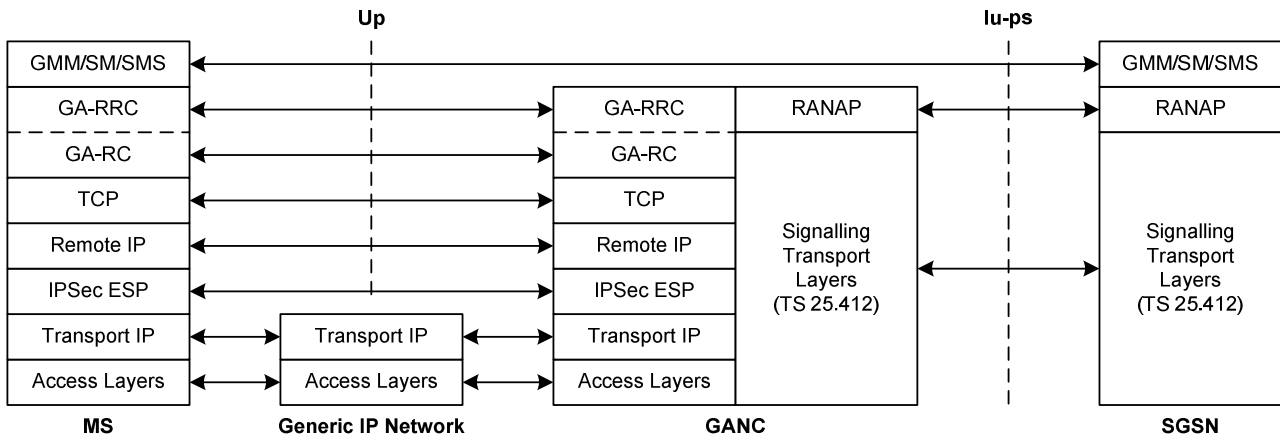 Up
Iu-ps
GMM/SM/SMS
GMM/SM/SMS
GA-RRC
GA-RRC
RANAP
RANAP
GA-RC
GA-RC
TCP
TCP
Remote IP
Remote IP
Signalling
Transport
Layers
(TS 25.412)
Signalling
Transport
Layers
(TS 25.412)
IPSec ESP
IPSec ESP
Transport IP
Transport IP
Transport IP
Access Layers
Access Layers
Access Layers
MS
Generic IP Network
GANC
SGSN